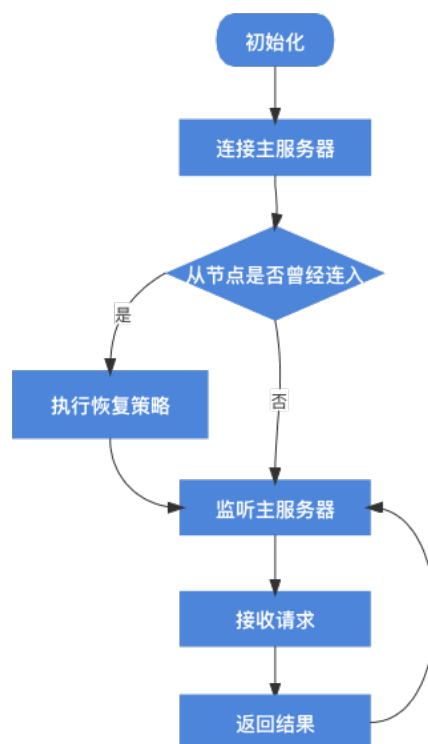 初始化
连接主服务器
从节点是否曾经连入
是
执行恢复策略
否
监听主服务器
接收请求
返回结果